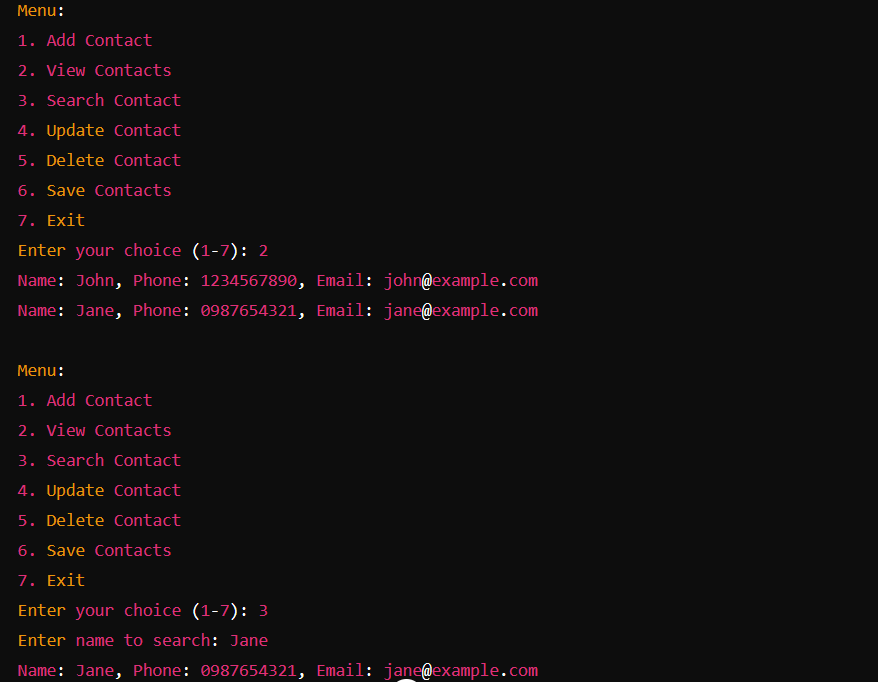 Menu:
1. Add Contact
2. View Contacts
3. Search Contact
4. Update Contact
5. Delete Contact
6. Save Contacts
7. Exit
Enter your choice (1-7): 2
Name: John, Phone: 1234567890, Email: john@example.com
Name: Jane, Phone: 0987654321, Email: jane@example.com
Menu:
1. Add Contact
2. View Contacts
3. Search Contact
4. Update Contact
5. Delete Contact
6. Save Contacts
7. Exit
Enter your choice (1-7): 3
Enter name to search: Jane
Name: Jane, Phone: 0987654321, Email: jane@example.com